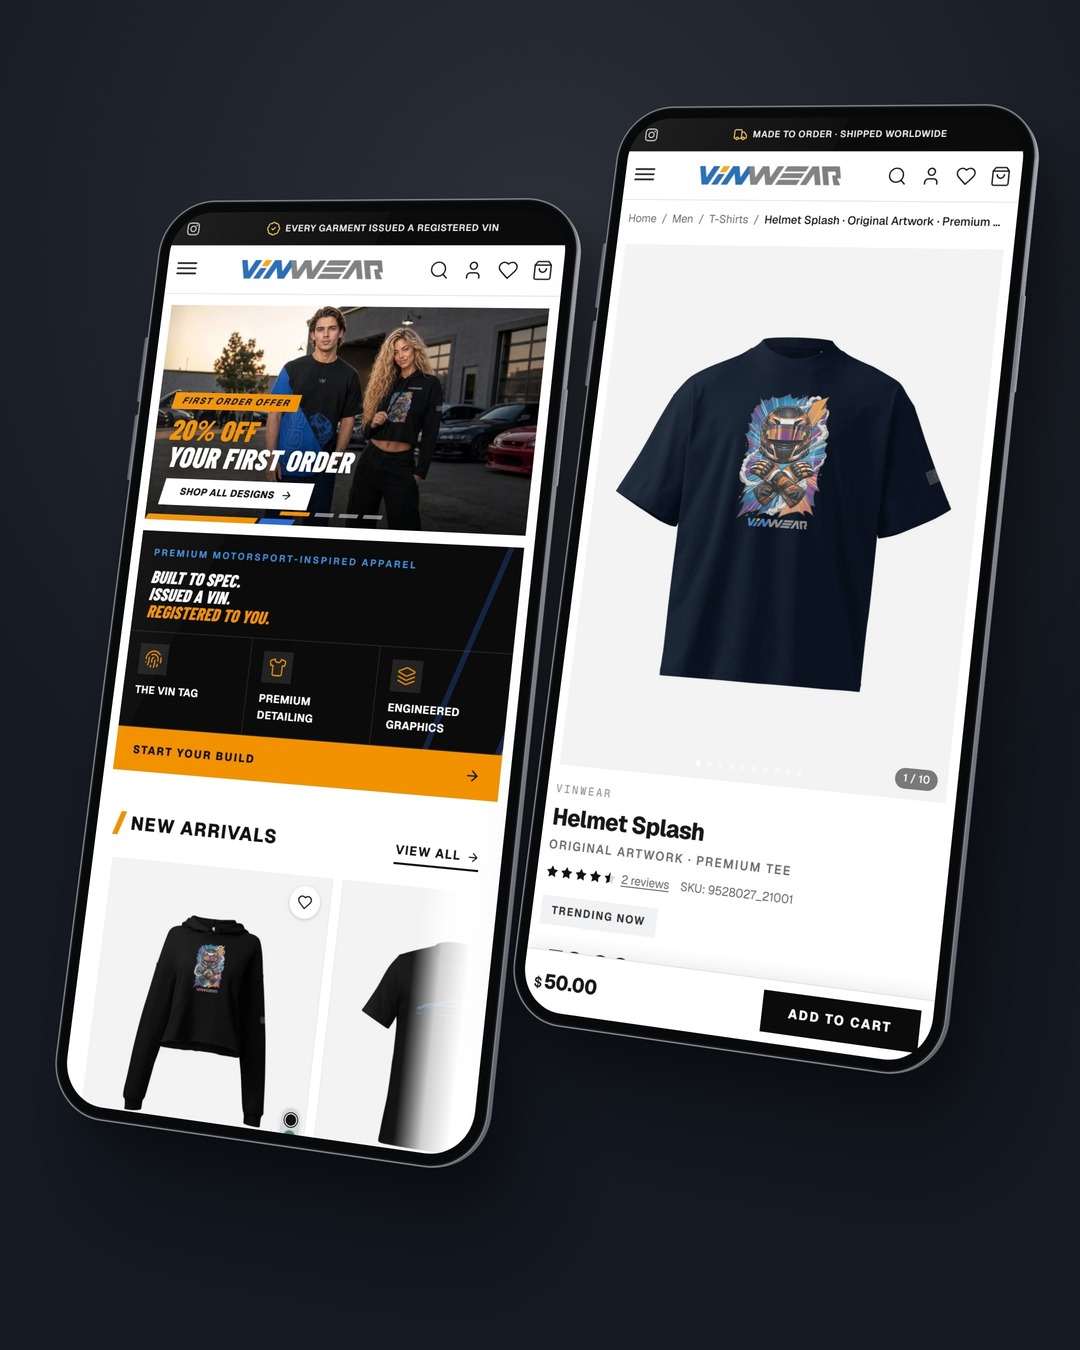 EVERY GARMENT ISSUED A REGISTERED VIN
ViNWEAR
FIRST ORDER OFFER
20% OFF
YOUR FIRST ORDER
SHOP ALL DESIGNS →
PREMIUM MOTORSPORT-INSPIRED APPAREL
BUILT TO SPEC.
ISSUED A VIN.
REGISTERED TO YOU.
THE VIN TAG
PREMIUM
DETAILING
ENGINEERED
GRAPHICS
START YOUR BUILD →
NEW ARRIVALS
VIEW ALL →
MADE TO ORDER · SHIPPED WORLDWIDE
ViNWEAR
Home / Men / T-Shirts / Helmet Splash · Original Artwork · Premium ...
ViNWEAR
1 / 10
VINWEAR
Helmet Splash
ORIGINAL ARTWORK · PREMIUM TEE
2 reviews SKU: 9528027_21001
TRENDING NOW
$50.00
ADD TO CART